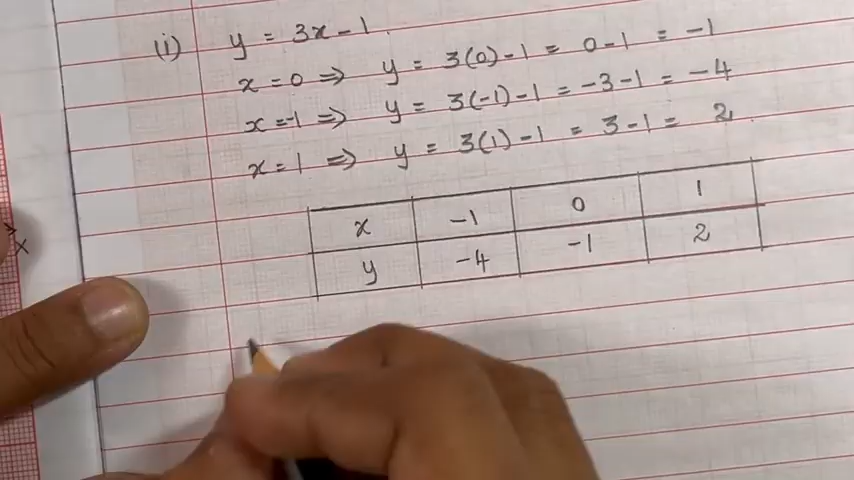 (i) y = 3x - 1
x = 0 ⇒ y = 3(0) - 1 = 0 - 1 = -1
x = -1 ⇒ y = 3(-1) - 1 = -3 - 1 = -4
x = 1 ⇒ y = 3(1) - 1 = 3 - 1 = 2
x -1 0 1
y -4 -1 2
x